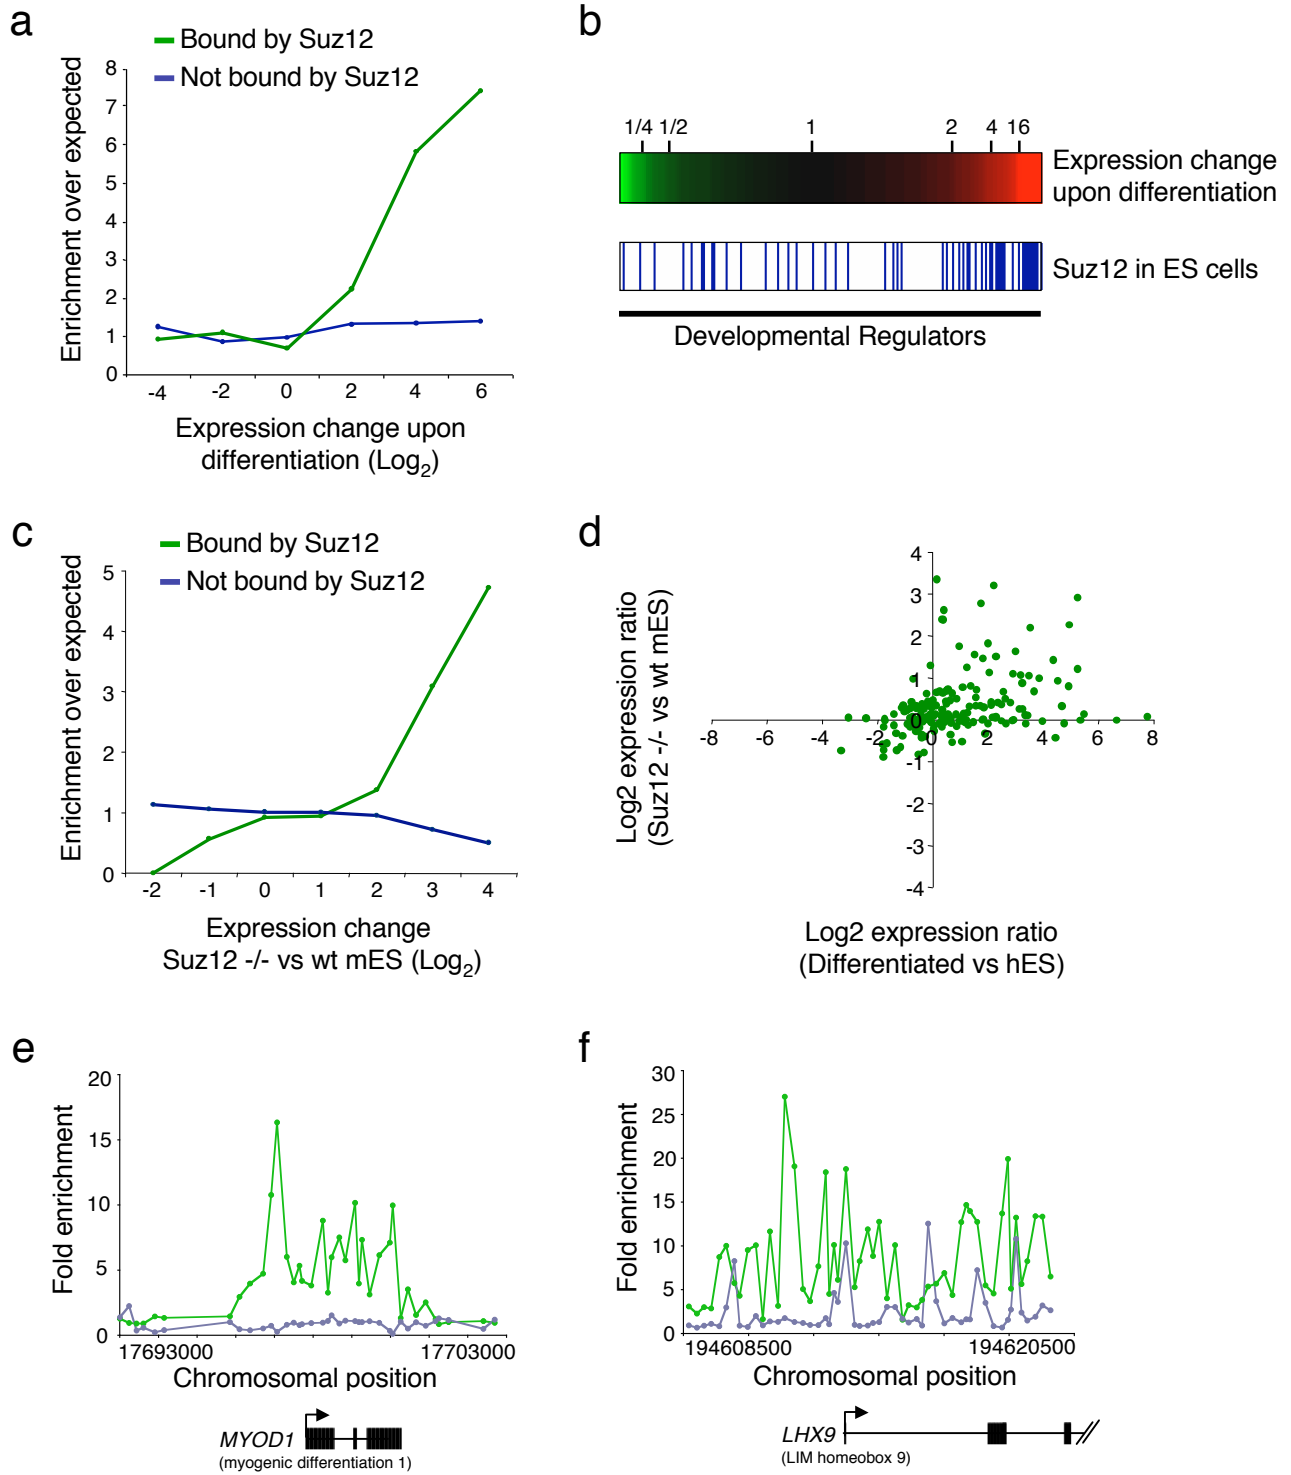 a
Bound by Suz12
Not bound by Suz12
Enrichment over expected
8
7
6
5
4
3
2
1
0
-4 -2 0 2 4 6
Expression change upon
differentiation (Log2)
b
1/4 1/2 1 2 4 16
Expression change
upon differentiation
Suz12 in ES cells
Developmental Regulators
c
Bound by Suz12
Not bound by Suz12
Enrichment over expected
5
4
3
2
1
0
-2 -1 0 1 2 3 4
Expression change
Suz12 -/- vs wt mES (Log2)
d
Log2 expression ratio
(Suz12 -/- vs wt mES)
4
3
2
1
0
-1
-2
-3
-4
-8 -6 -4 -2 0 2 4 6 8
Log2 expression ratio
(Differentiated vs hES)
e
Fold enrichment
20
15
10
5
0
17693000 17703000
Chromosomal position
MYOD1
(myogenic differentiation 1)
f
Fold enrichment
30
25
20
15
10
5
0
194608500 194620500
Chromosomal position
LHX9
(LIM homeobox 9)